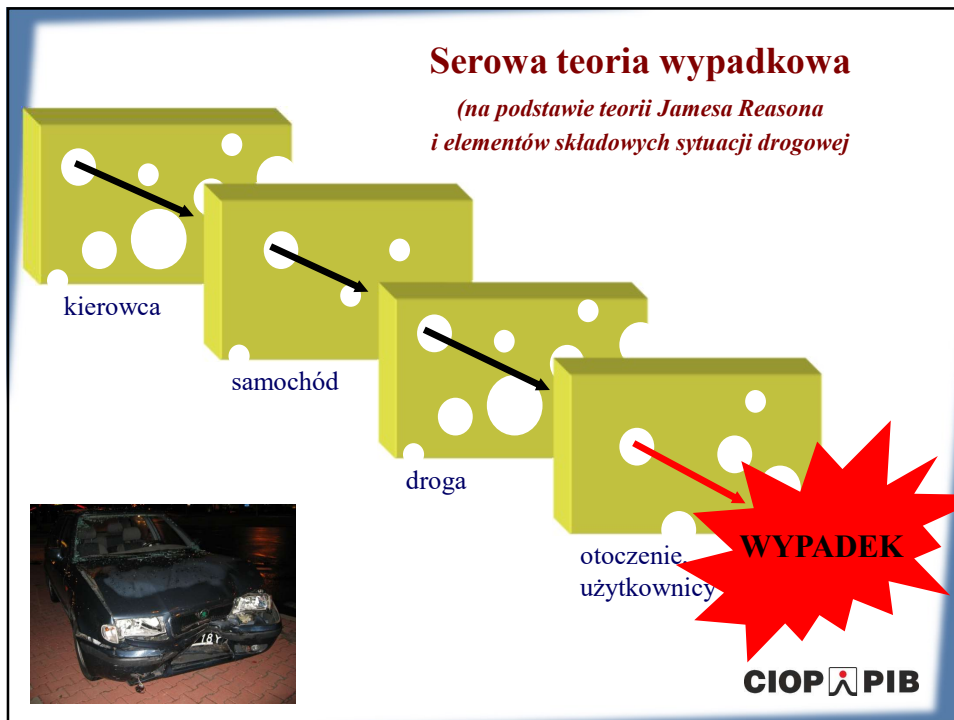 Serowa teoria wypadkowa
(na podstawie teorii Jamesa Reasona
i elementów składowych sytuacji drogowej
kierowca
samochód
droga
otoczenie,
użytkownicy
WYPADEK
CIOP PIB